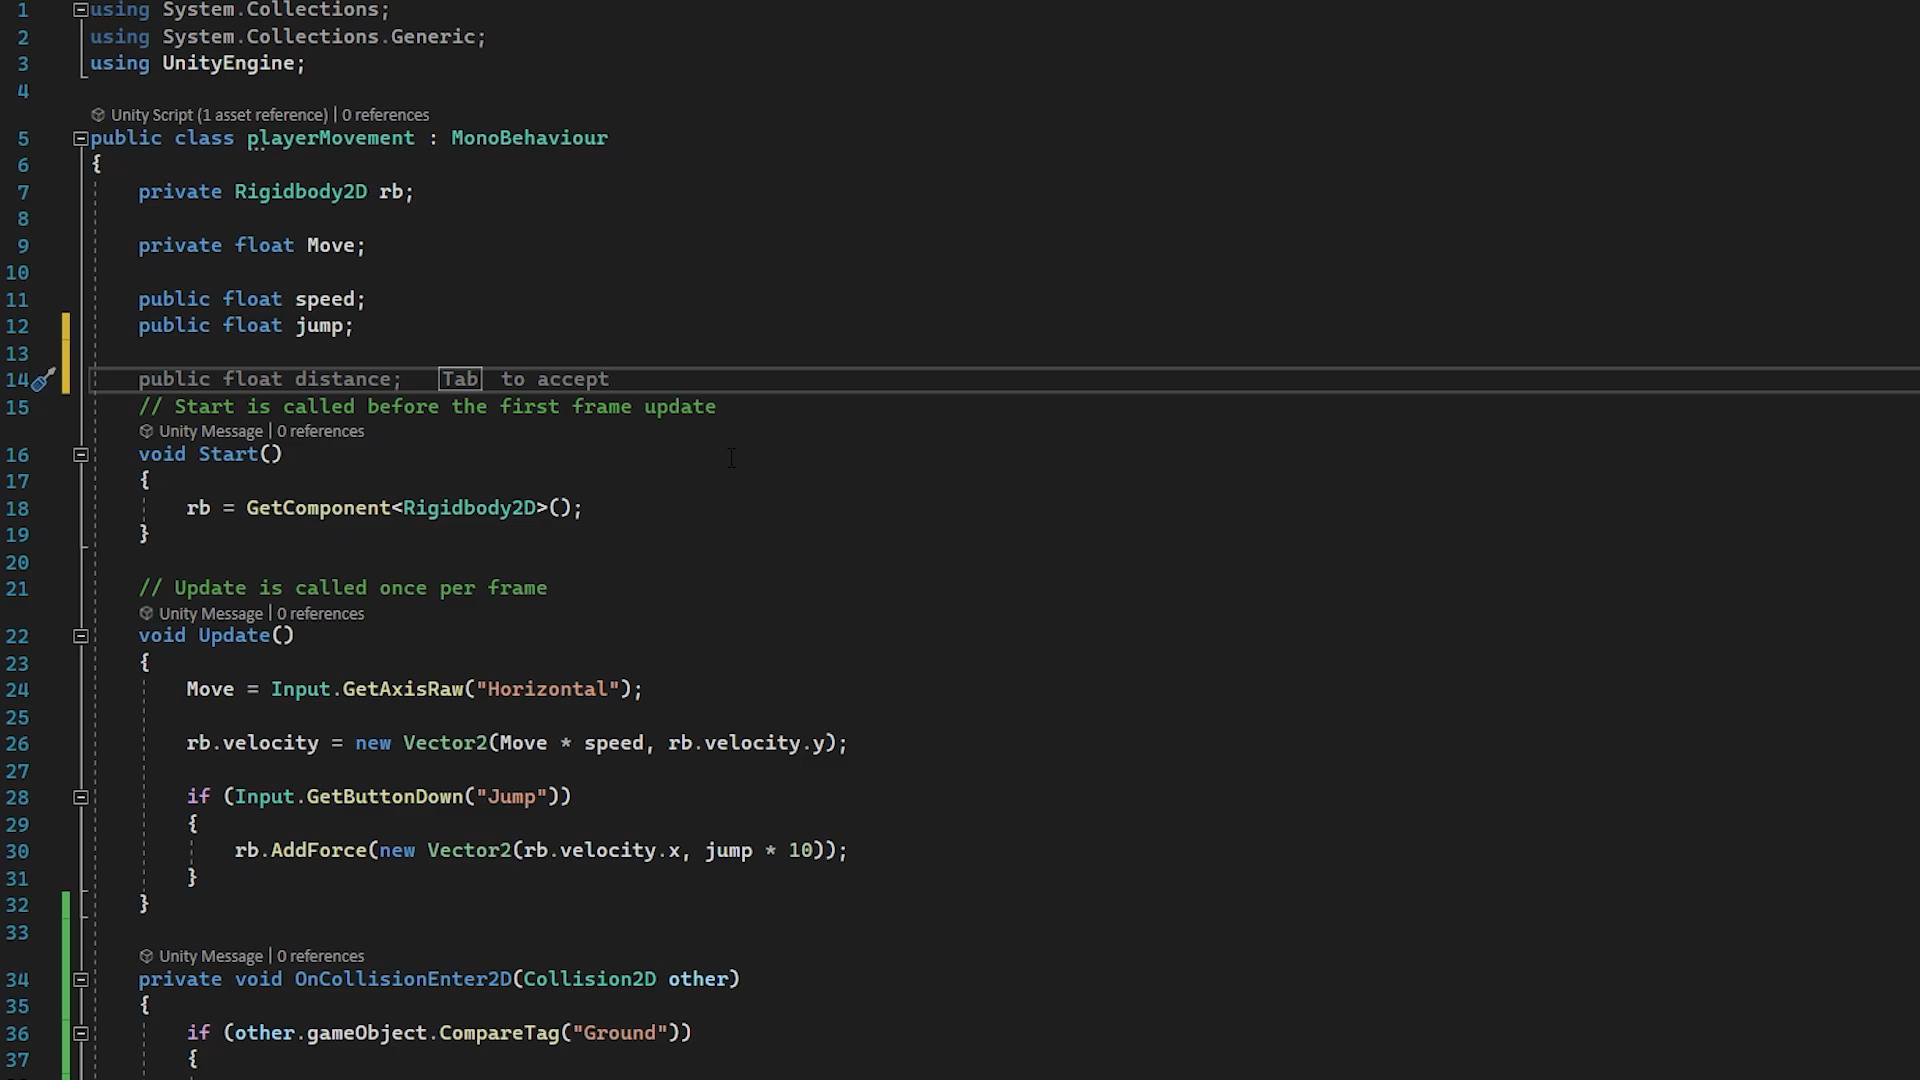 1 using System.Collections;
2 using System.Collections.Generic;
3 using UnityEngine;
4
Unity Script (1 asset reference) | 0 references
5 public class playerMovement : MonoBehaviour
6 {
7 private Rigidbody2D rb;
8
9 private float Move;
10
11 public float speed;
12 public float jump;
13
14 public float distance; Tab to accept
15 // Start is called before the first frame update
Unity Message | 0 references
16 void Start()
17 {
18 rb = GetComponent<Rigidbody2D>();
19 }
20
21 // Update is called once per frame
Unity Message | 0 references
22 void Update()
23 {
24 Move = Input.GetAxisRaw("Horizontal");
25
26 rb.velocity = new Vector2(Move * speed, rb.velocity.y);
27
28 if (Input.GetButtonDown("Jump"))
29 {
30 rb.AddForce(new Vector2(rb.velocity.x, jump * 10));
31 }
32 }
33
Unity Message | 0 references
34 private void OnCollisionEnter2D(Collision2D other)
35 {
36 if (other.gameObject.CompareTag("Ground"))
37 {